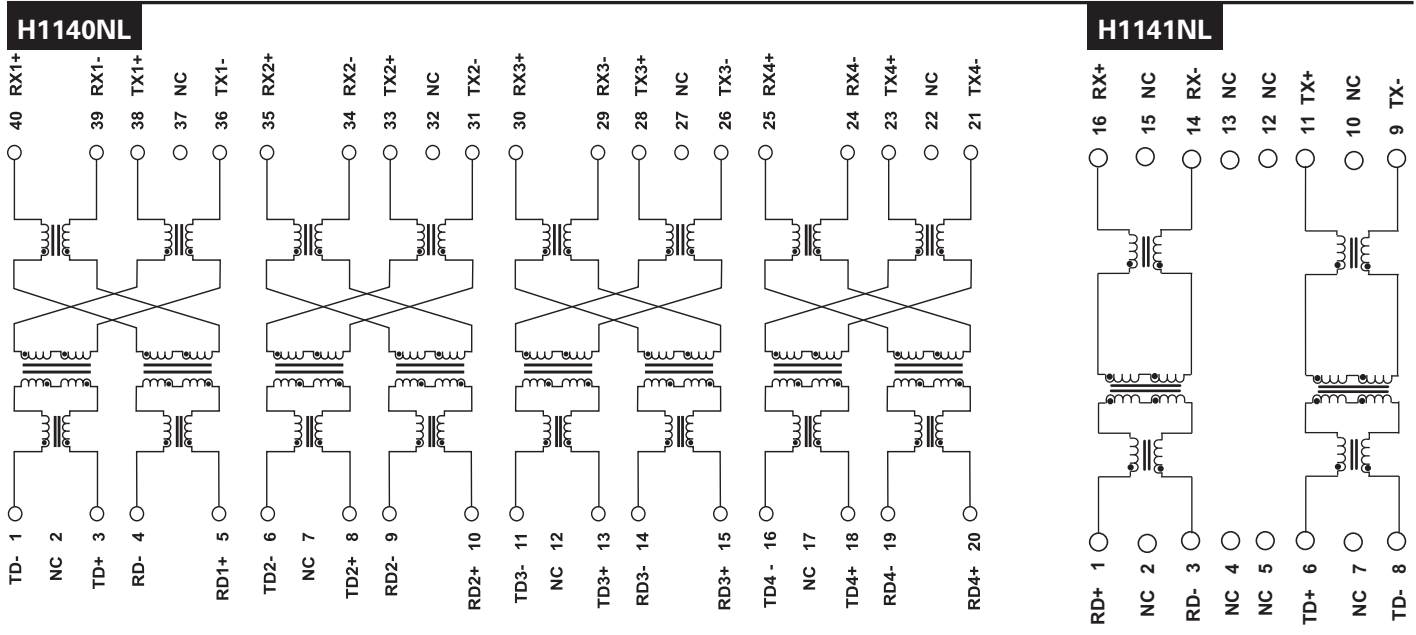 H1140NL
40 RX1+
39 RX1-
38 TX1+
37 NC
36 TX1-
35 RX2+
34 RX2-
33 TX2+
32 NC
31 TX2-
30 RX3+
29 RX3-
28 TX3+
27 NC
26 TX3-
25 RX4+
24 RX4-
23 TX4+
22 NC
21 TX4-
TD- 1
NC 2
TD+ 3
RD- 4
RD1+ 5
TD2- 6
NC 7
TD2+ 8
RD2- 9
RD2+ 10
TD3- 11
NC 12
TD3+ 13
RD3- 14
RD3+ 15
TD4 - 16
NC 17
TD4+ 18
RD4- 19
RD4+ 20
H1141NL
16 RX+
15 NC
14 RX-
13 NC
12 NC
11 TX+
10 NC
9 TX-
RD+ 1
NC 2
RD- 3
NC 4
NC 5
TD+ 6
NC 7
TD- 8